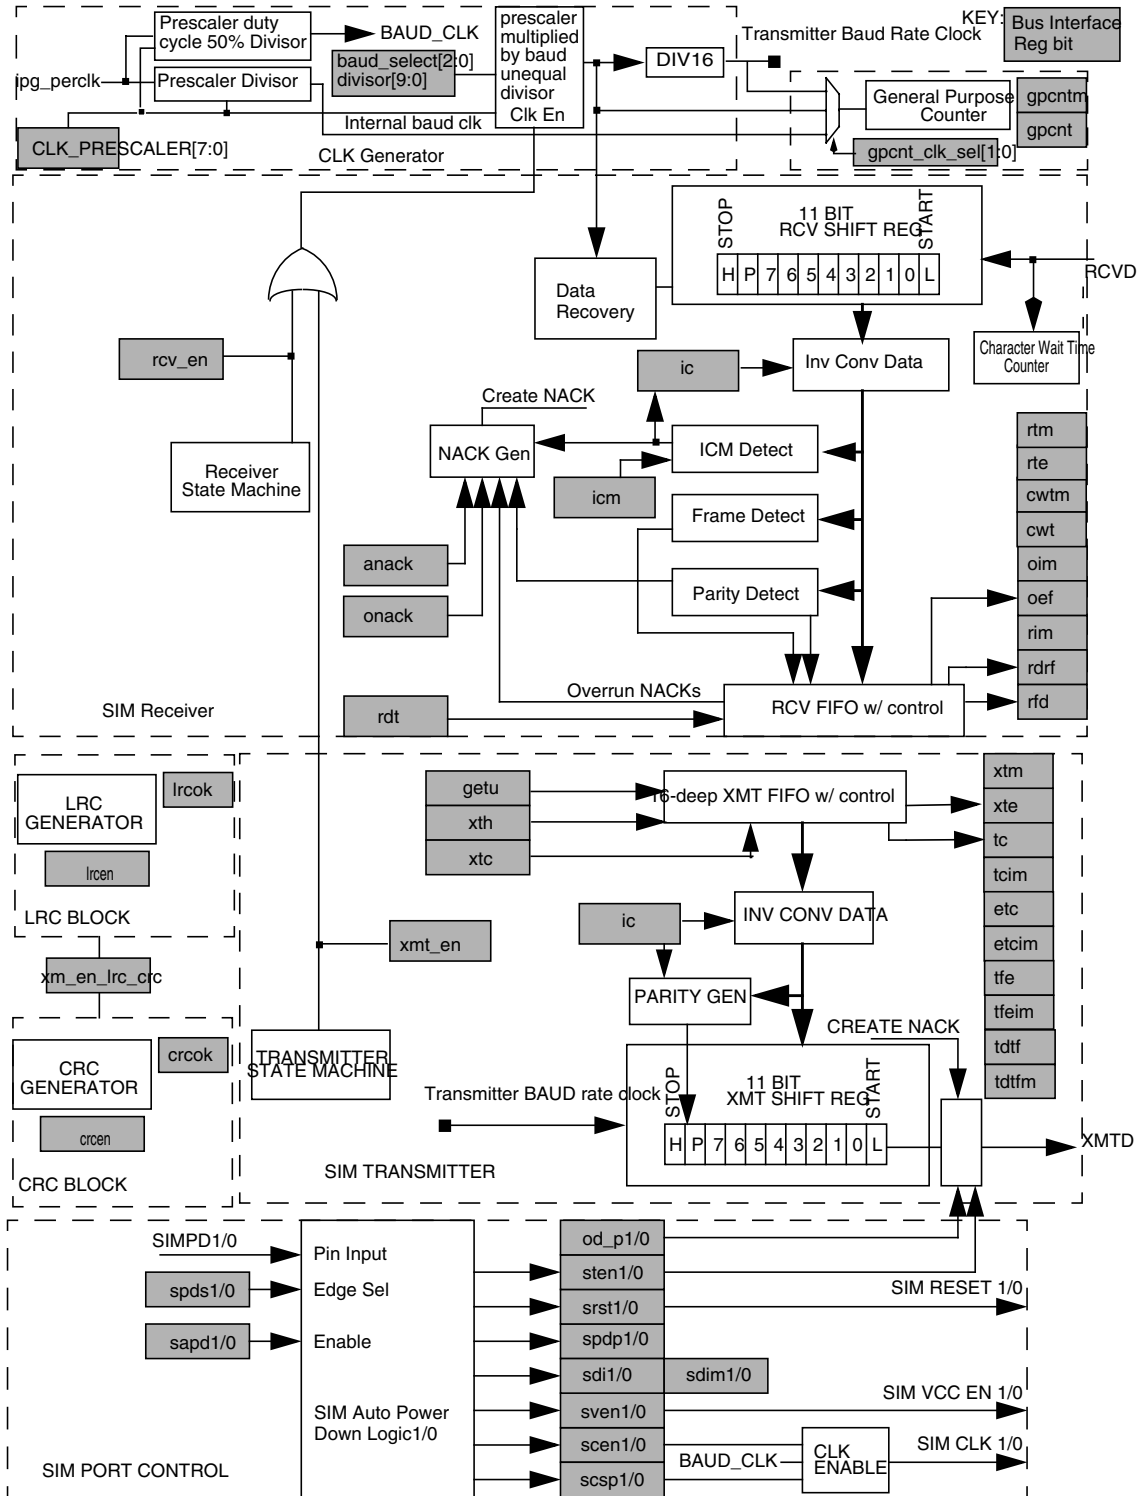 Prescaler duty
cycle 50% Divisor
BAUD_CLK
prescaler
multiplied
by baud
unequal
divisor
Clk En
baud_select[2:0]
divisor[9:0]
DIV16
Transmitter Baud Rate Clock
KEY:
Bus Interface
Reg bit
ipg_perclk
Prescaler Divisor
Internal baud clk
CLK_PRESCALER[7:0]
CLK Generator
General Purpose
Counter
gpcntm
gpcnt
gpcnt_clk_sel[1:0]
STOP
11 BIT
RCV SHIFT REG
START
H P 7 6 5 4 3 2 1 0 L
RCVD
Data
Recovery
Character Wait Time
Counter
rcv_en
ic
Inv Conv Data
Create NACK
NACK Gen
ICM Detect
icm
Receiver
State Machine
Frame Detect
anack
onack
Parity Detect
rtm
rte
cwtm
cwt
oim
oef
rim
rdrf
rfd
Overrun NACKs
rdt
RCV FIFO w/ control
SIM Receiver
LRC
GENERATOR
lrcok
lrcen
LRC BLOCK
xm_en_lrc_crc
CRC
GENERATOR
crcok
crcen
CRC BLOCK
getu
xth
xtc
16-deep XMT FIFO w/ control
xtm
xte
tc
tcim
etc
etcim
tfe
tfeim
tdtf
tdtfm
ic
INV CONV DATA
xmt_en
PARITY GEN
CREATE NACK
TRANSMITTER
STATE MACHINE
Transmitter BAUD rate clock
STOP
11 BIT
XMT SHIFT REG
START
H P 7 6 5 4 3 2 1 0 L
XMTD
SIM TRANSMITTER
SIMPD1/0
Pin Input
spds1/0
Edge Sel
sapd1/0
Enable
SIM Auto Power
Down Logic1/0
od_p1/0
sten1/0
srst1/0
spdp1/0
sdi1/0
sdim1/0
sven1/0
scen1/0
scsp1/0
SIM RESET 1/0
SIM VCC EN 1/0
BAUD_CLK
CLK
ENABLE
SIM CLK 1/0
SIM PORT CONTROL